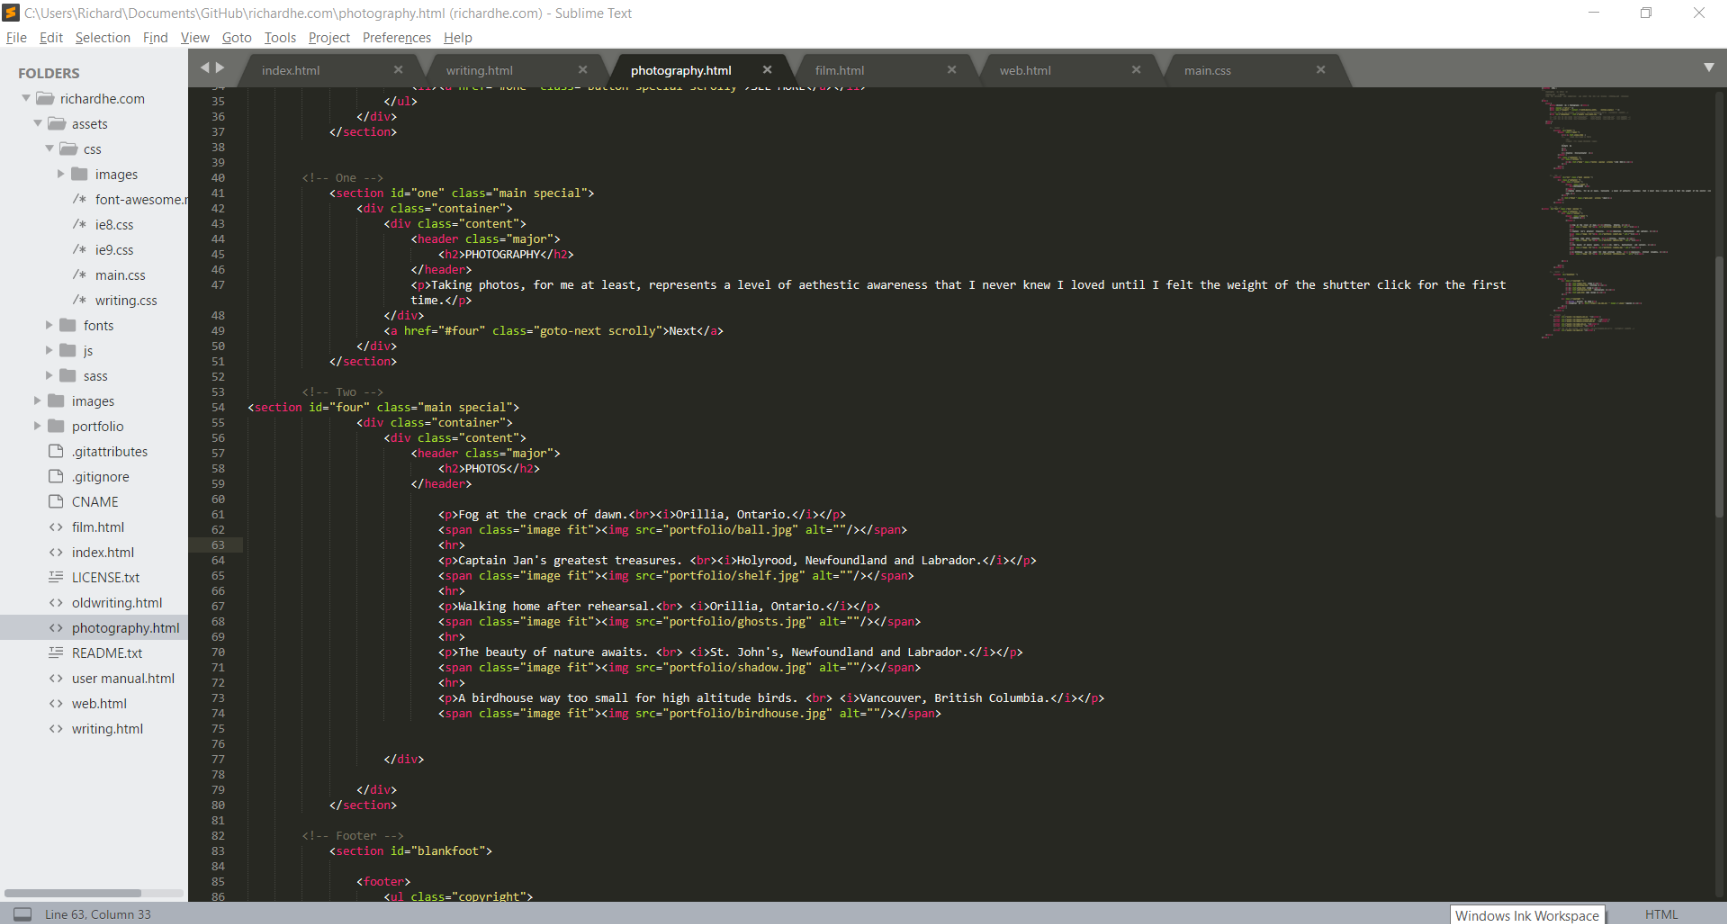 C:\Users\Richard\Documents\GitHub\richardhe.com\photography.html (richardhe.com) - Sublime Text
File Edit Selection Find View Goto Tools Project Preferences Help
FOLDERS
richardhe.com
assets
css
images
/* font-awesome.r
/* ie8.css
/* ie9.css
/* main.css
/* writing.css
fonts
js
sass
images
portfolio
.gitattributes
.gitignore
CNAME
<> film.html
<> index.html
LICENSE.txt
<> oldwriting.html
<> photography.html
README.txt
<> user manual.html
<> web.html
<> writing.html
index.html × writing.html × photography.html × film.html × web.html × main.css ×
35 </ul>
36 </div>
37 </section>
38
39
40 <!-- One -->
41 <section id="one" class="main special">
42 <div class="container">
43 <div class="content">
44 <header class="major">
45 <h2>PHOTOGRAPHY</h2>
46 </header>
47 <p>Taking photos, for me at least, represents a level of aethestic awareness that I never knew I loved until I felt the weight of the shutter click for the first
time.</p>
48 </div>
49 <a href="#four" class="goto-next scrolly">Next</a>
50 </div>
51 </section>
52
53 <!-- Two -->
54 <section id="four" class="main special">
55 <div class="container">
56 <div class="content">
57 <header class="major">
58 <h2>PHOTOS</h2>
59 </header>
60
61 <p>Fog at the crack of dawn.<br><i>Orillia, Ontario.</i></p>
62 <span class="image fit"><img src="portfolio/ball.jpg" alt=""/></span>
63 <hr>
64 <p>Captain Jan's greatest treasures. <br><i>Holyrood, Newfoundland and Labrador.</i></p>
65 <span class="image fit"><img src="portfolio/shelf.jpg" alt=""/></span>
66 <hr>
67 <p>Walking home after rehearsal.<br> <i>Orillia, Ontario.</i></p>
68 <span class="image fit"><img src="portfolio/ghosts.jpg" alt=""/></span>
69 <hr>
70 <p>The beauty of nature awaits. <br> <i>St. John's, Newfoundland and Labrador.</i></p>
71 <span class="image fit"><img src="portfolio/shadow.jpg" alt=""/></span>
72 <hr>
73 <p>A birdhouse way too small for high altitude birds. <br> <i>Vancouver, British Columbia.</i></p>
74 <span class="image fit"><img src="portfolio/birdhouse.jpg" alt=""/></span>
75
76
77 </div>
78
79 </div>
80 </section>
81
82 <!-- Footer -->
83 <section id="blankfoot">
84
85 <footer>
86 <ul class="copyright">
Line 63, Column 33
Windows Ink Workspace
HTML